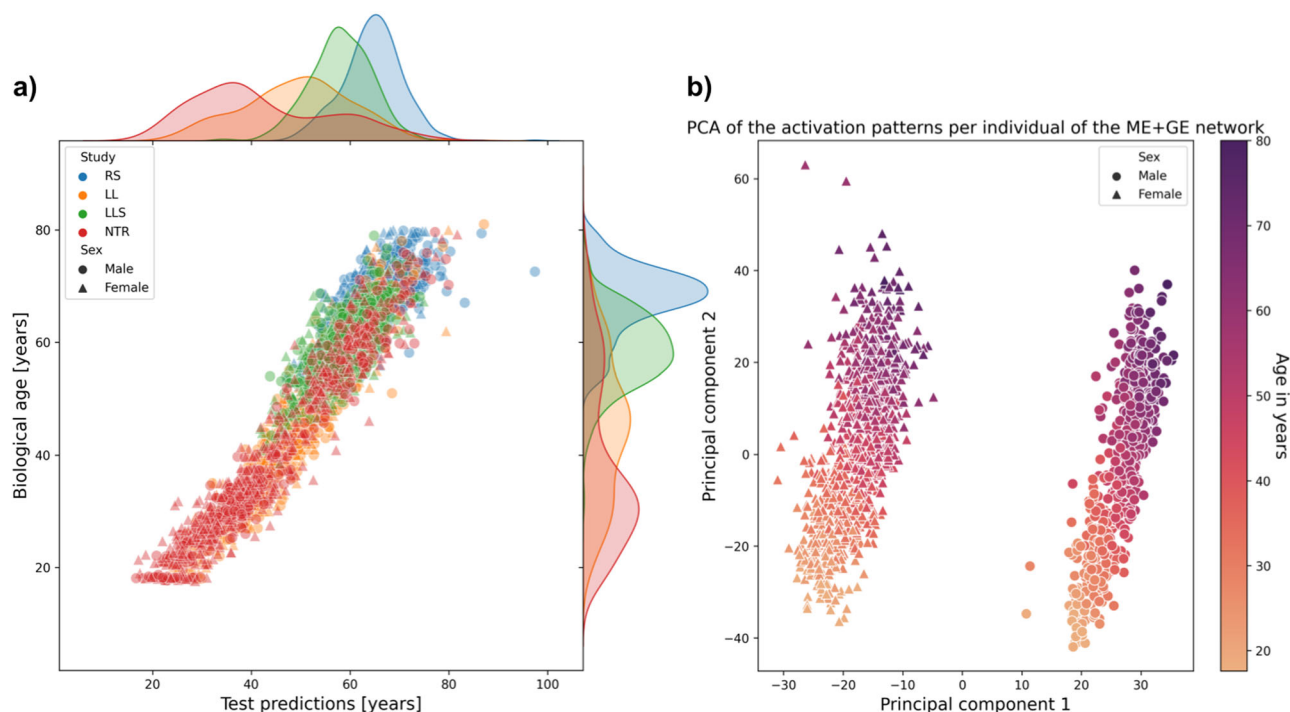 a)
Study
RS
LL
LLS
NTR
Sex
Male
Female
80
60
40
20
20
40
60
80
100
Biological age [years]
Test predictions [years]
b)
PCA of the activation patterns per individual of the ME+GE network
Sex
Male
Female
60
40
20
0
−20
−40
−30
−20
−10
0
10
20
30
Principal component 2
Principal component 1
80
70
60
50
40
30
20
Age in years